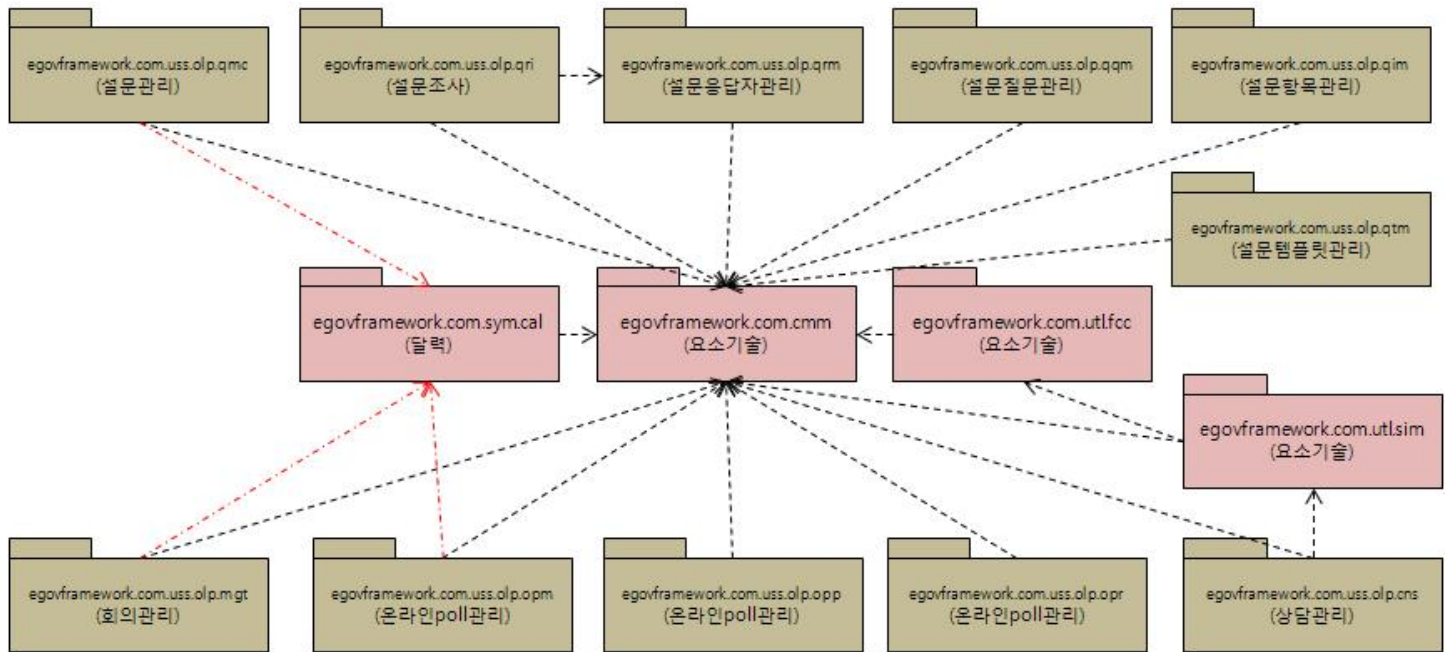 egovframework.com.uss.olp.qmc
(설문관리)
egovframework.com.uss.olp.qri
(설문조사)
egovframework.com.uss.olp.qrm
(설문응답자관리)
egovframework.com.uss.olp.qqm
(설문질문관리)
egovframework.com.uss.olp.qim
(설문항목관리)
egovframework.com.uss.olp.qtm
(설문템플릿관리)
egovframework.com.sym.cal
(달력)
egovframework.com.cmm
(요소기술)
egovframework.com.utl.fcc
(요소기술)
egovframework.com.utl.sim
(요소기술)
egovframework.com.uss.olp.mgt
(회의관리)
egovframework.com.uss.olp.opm
(온라인poll관리)
egovframework.com.uss.olp.opp
(온라인poll관리)
egovframework.com.uss.olp.opr
(온라인poll관리)
egovframework.com.uss.olp.cns
(상담관리)